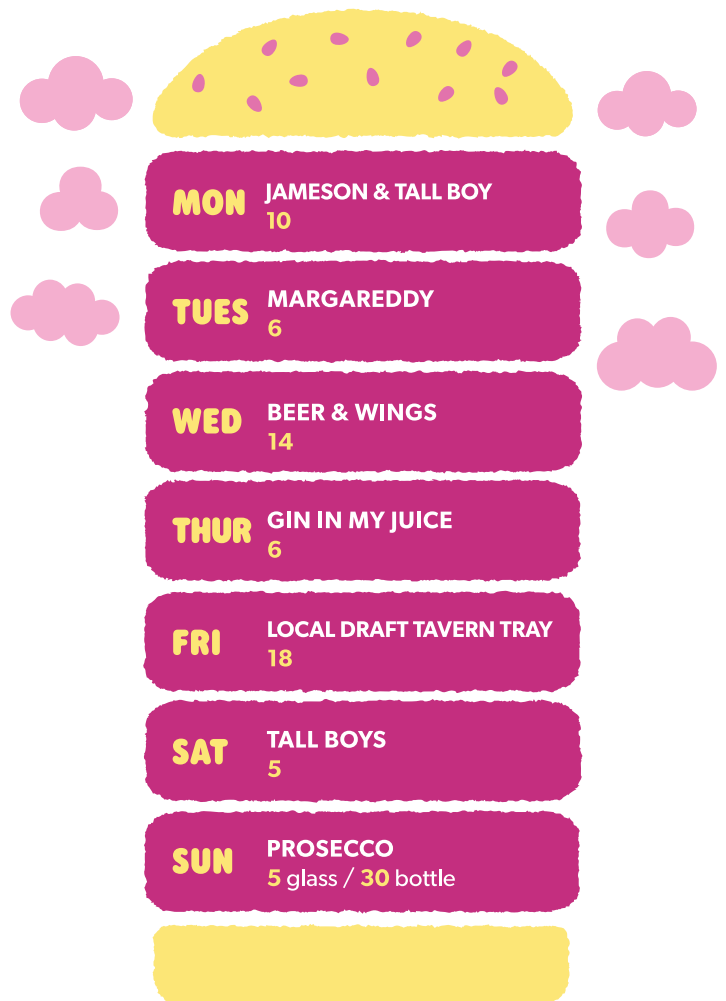 MON
JAMESON & TALL BOY
10
TUES
MARGAREDDY
6
WED
BEER & WINGS
14
THUR
GIN IN MY JUICE
6
FRI
LOCAL DRAFT TAVERN TRAY
18
SAT
TALL BOYS
5
SUN
PROSECCO
5 glass / 30 bottle